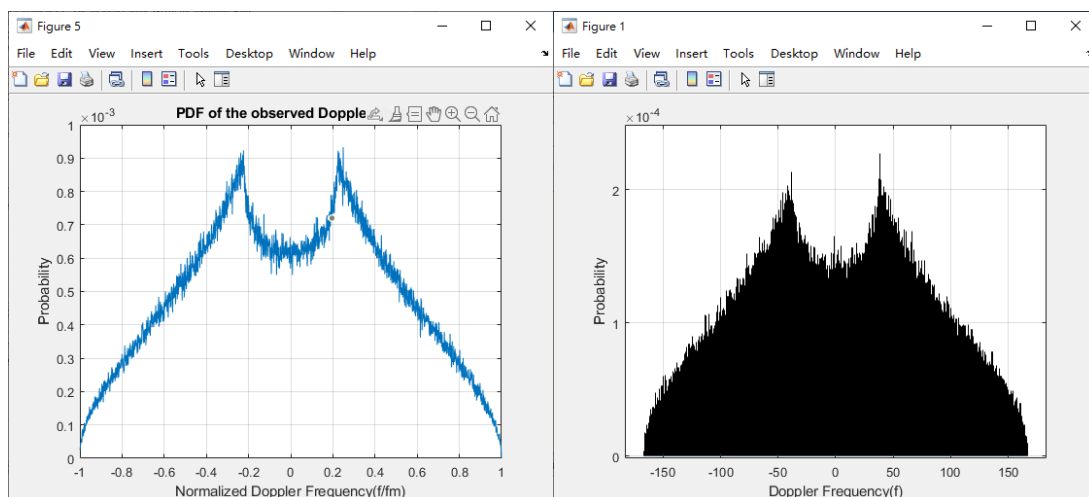 Figure 5
File Edit View Insert Tools Desktop Window Help
PDF of the observed Dopple
×10⁻³
1
0.9
0.8
0.7
0.6
0.5
0.4
0.3
0.2
0.1
0
Probability
-1 -0.8 -0.6 -0.4 -0.2 0 0.2 0.4 0.6 0.8 1
Normalized Doppler Frequency(f/fm)
Figure 1
File Edit View Insert Tools Desktop Window Help
×10⁻⁴
2
1
0
Probability
-150 -100 -50 0 50 100 150
Doppler Frequency(f)